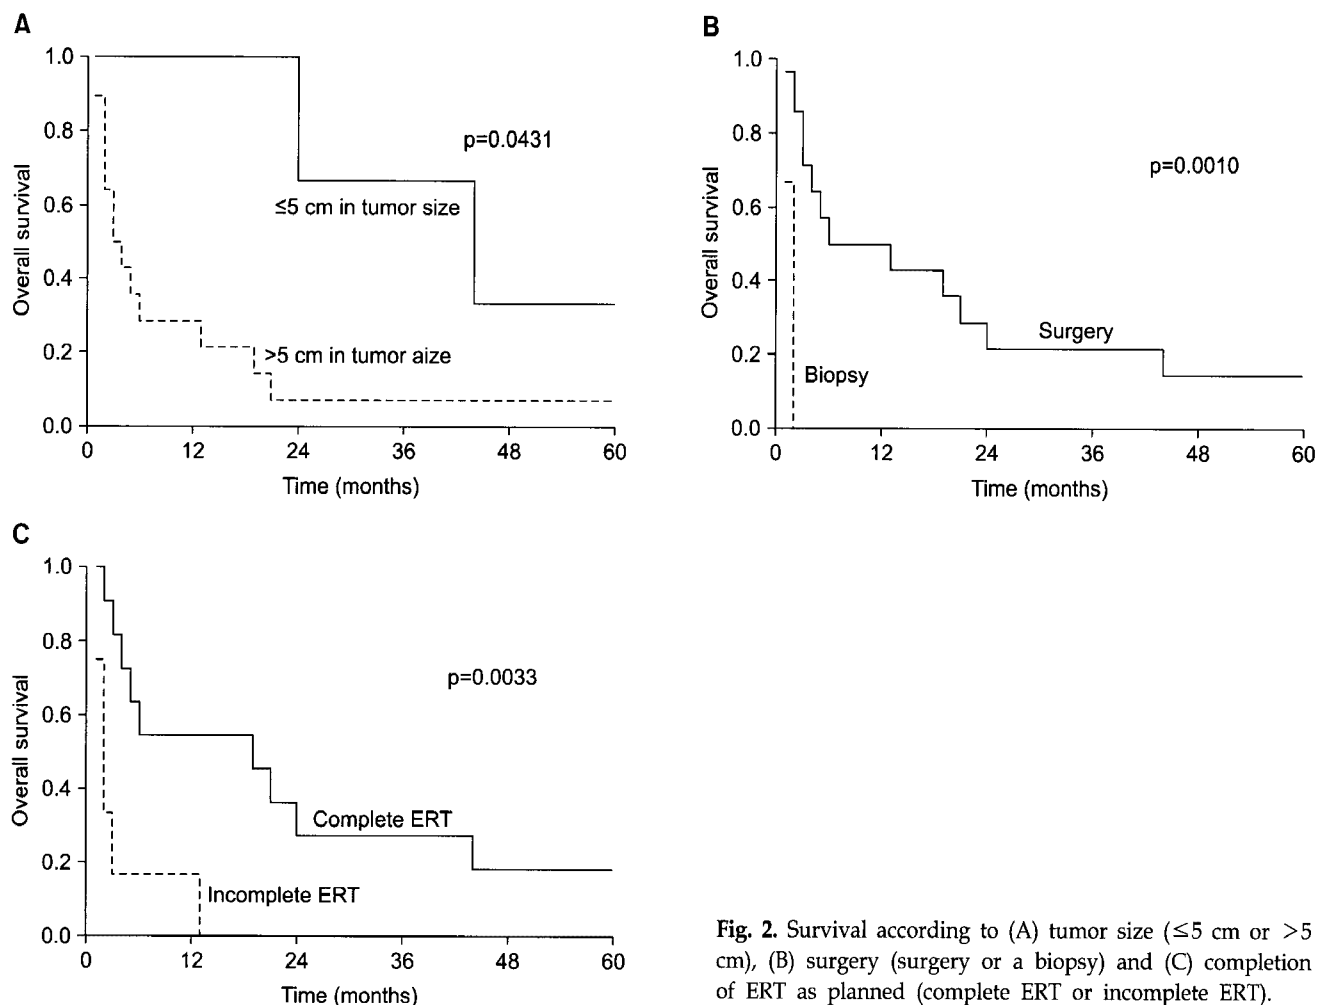 A
1.0
0.8
0.6
0.4
0.2
0.0
Overall survival
p=0.0431
≤5 cm in tumor size
>5 cm in tumor aize
0 12 24 36 48 60
Time (months)
B
1.0
0.8
0.6
0.4
0.2
0.0
Overall survival
p=0.0010
Surgery
Biopsy
0 12 24 36 48 60
Time (months)
C
1.0
0.8
0.6
0.4
0.2
0.0
Overall survival
p=0.0033
Complete ERT
Incomplete ERT
0 12 24 36 48 60
Time (months)
Fig. 2. Survival according to (A) tumor size (≤5 cm or >5
cm), (B) surgery (surgery or a biopsy) and (C) completion
of ERT as planned (complete ERT or incomplete ERT).